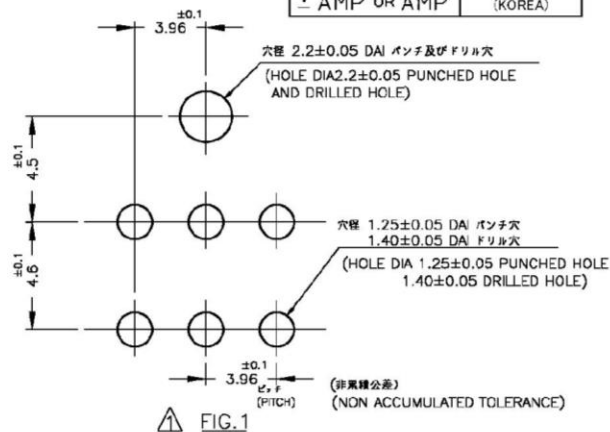 AMP OR AMP
(KOREA)
±0.1
3.96
穴径 2.2±0.05 DAI パンチ及びドリル穴
(HOLE DIA2.2±0.05 PUNCHED HOLE
AND DRILLED HOLE)
±0.1
4.5
穴径 1.25±0.05 DAI パンチ穴
1.40±0.05 DAI ドリル穴
(HOLE DIA 1.25±0.05 PUNCHED HOLE
1.40±0.05 DRILLED HOLE)
±0.1
4.6
±0.1
3.96
ピッチ
(PITCH)
(非累積公差)
(NON ACCUMULATED TOLERANCE)
1 FIG.1